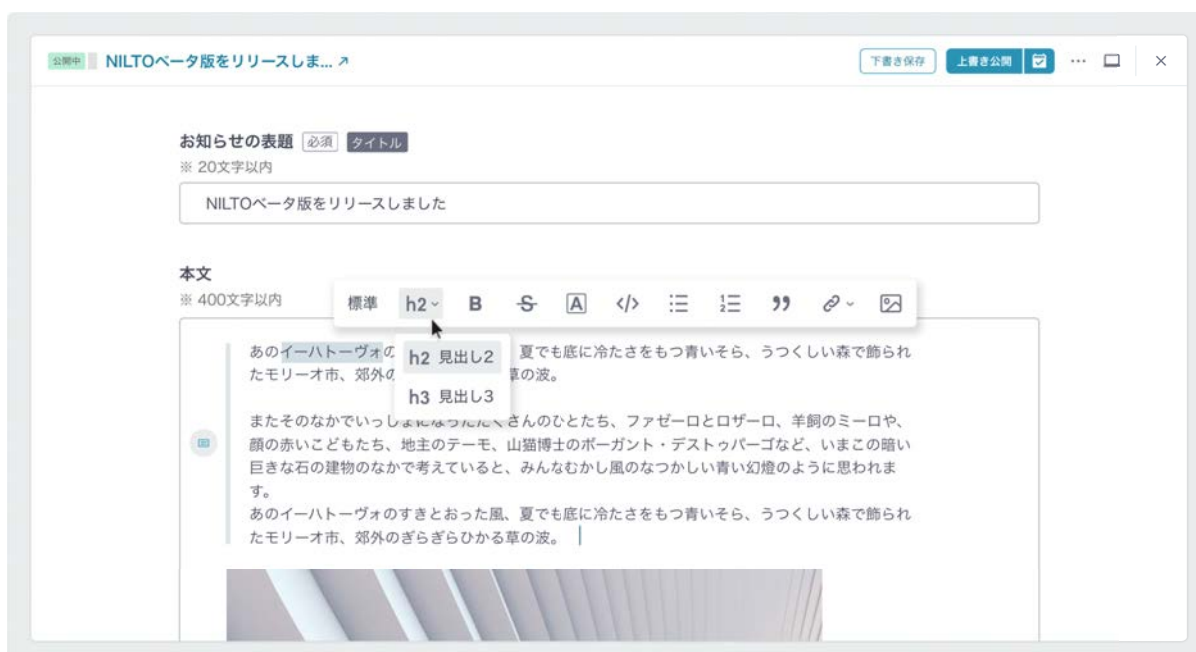 公開中 NILTOベータ版をリリースしま... 下書き保存 上書き公開
お知らせの表題 必須 タイトル
※ 20文字以内
NILTOベータ版をリリースしました
本文
※ 400文字以内
標準 h2 B S A </> ”
h2 見出し2
h3 見出し3
あのイーハトーヴォの 、夏でも底に冷たさをもつ青いそら、うつくしい森で飾られ
たモリーオ市、郊外の 草の波。
またそのなかでいっしょになったたくさんのひとたち、ファゼーロとロザーロ、羊飼のミーロや、
顔の赤いこどもたち、地主のテーモ、山猫博士のボーガント・デストゥパーゴなど、いまこの暗い
巨きな石の建物のなかで考えていると、みんなむかし風のなつかしい青い幻燈のように思われま
す。
あのイーハトーヴォのすきとおった風、夏でも底に冷たさをもつ青いそら、うつくしい森で飾られ
たモリーオ市、郊外のぎらぎらひかる草の波。